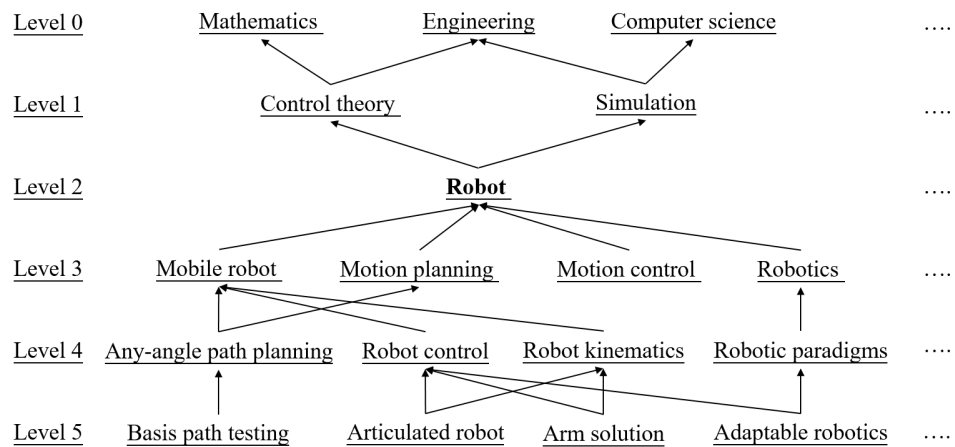 Level 0 Mathematics Engineering Computer science ....
Level 1 Control theory Simulation ....
Level 2 Robot ....
Level 3 Mobile robot Motion planning Motion control Robotics ....
Level 4 Any-angle path planning Robot control Robot kinematics Robotic paradigms ....
Level 5 Basis path testing Articulated robot Arm solution Adaptable robotics ....